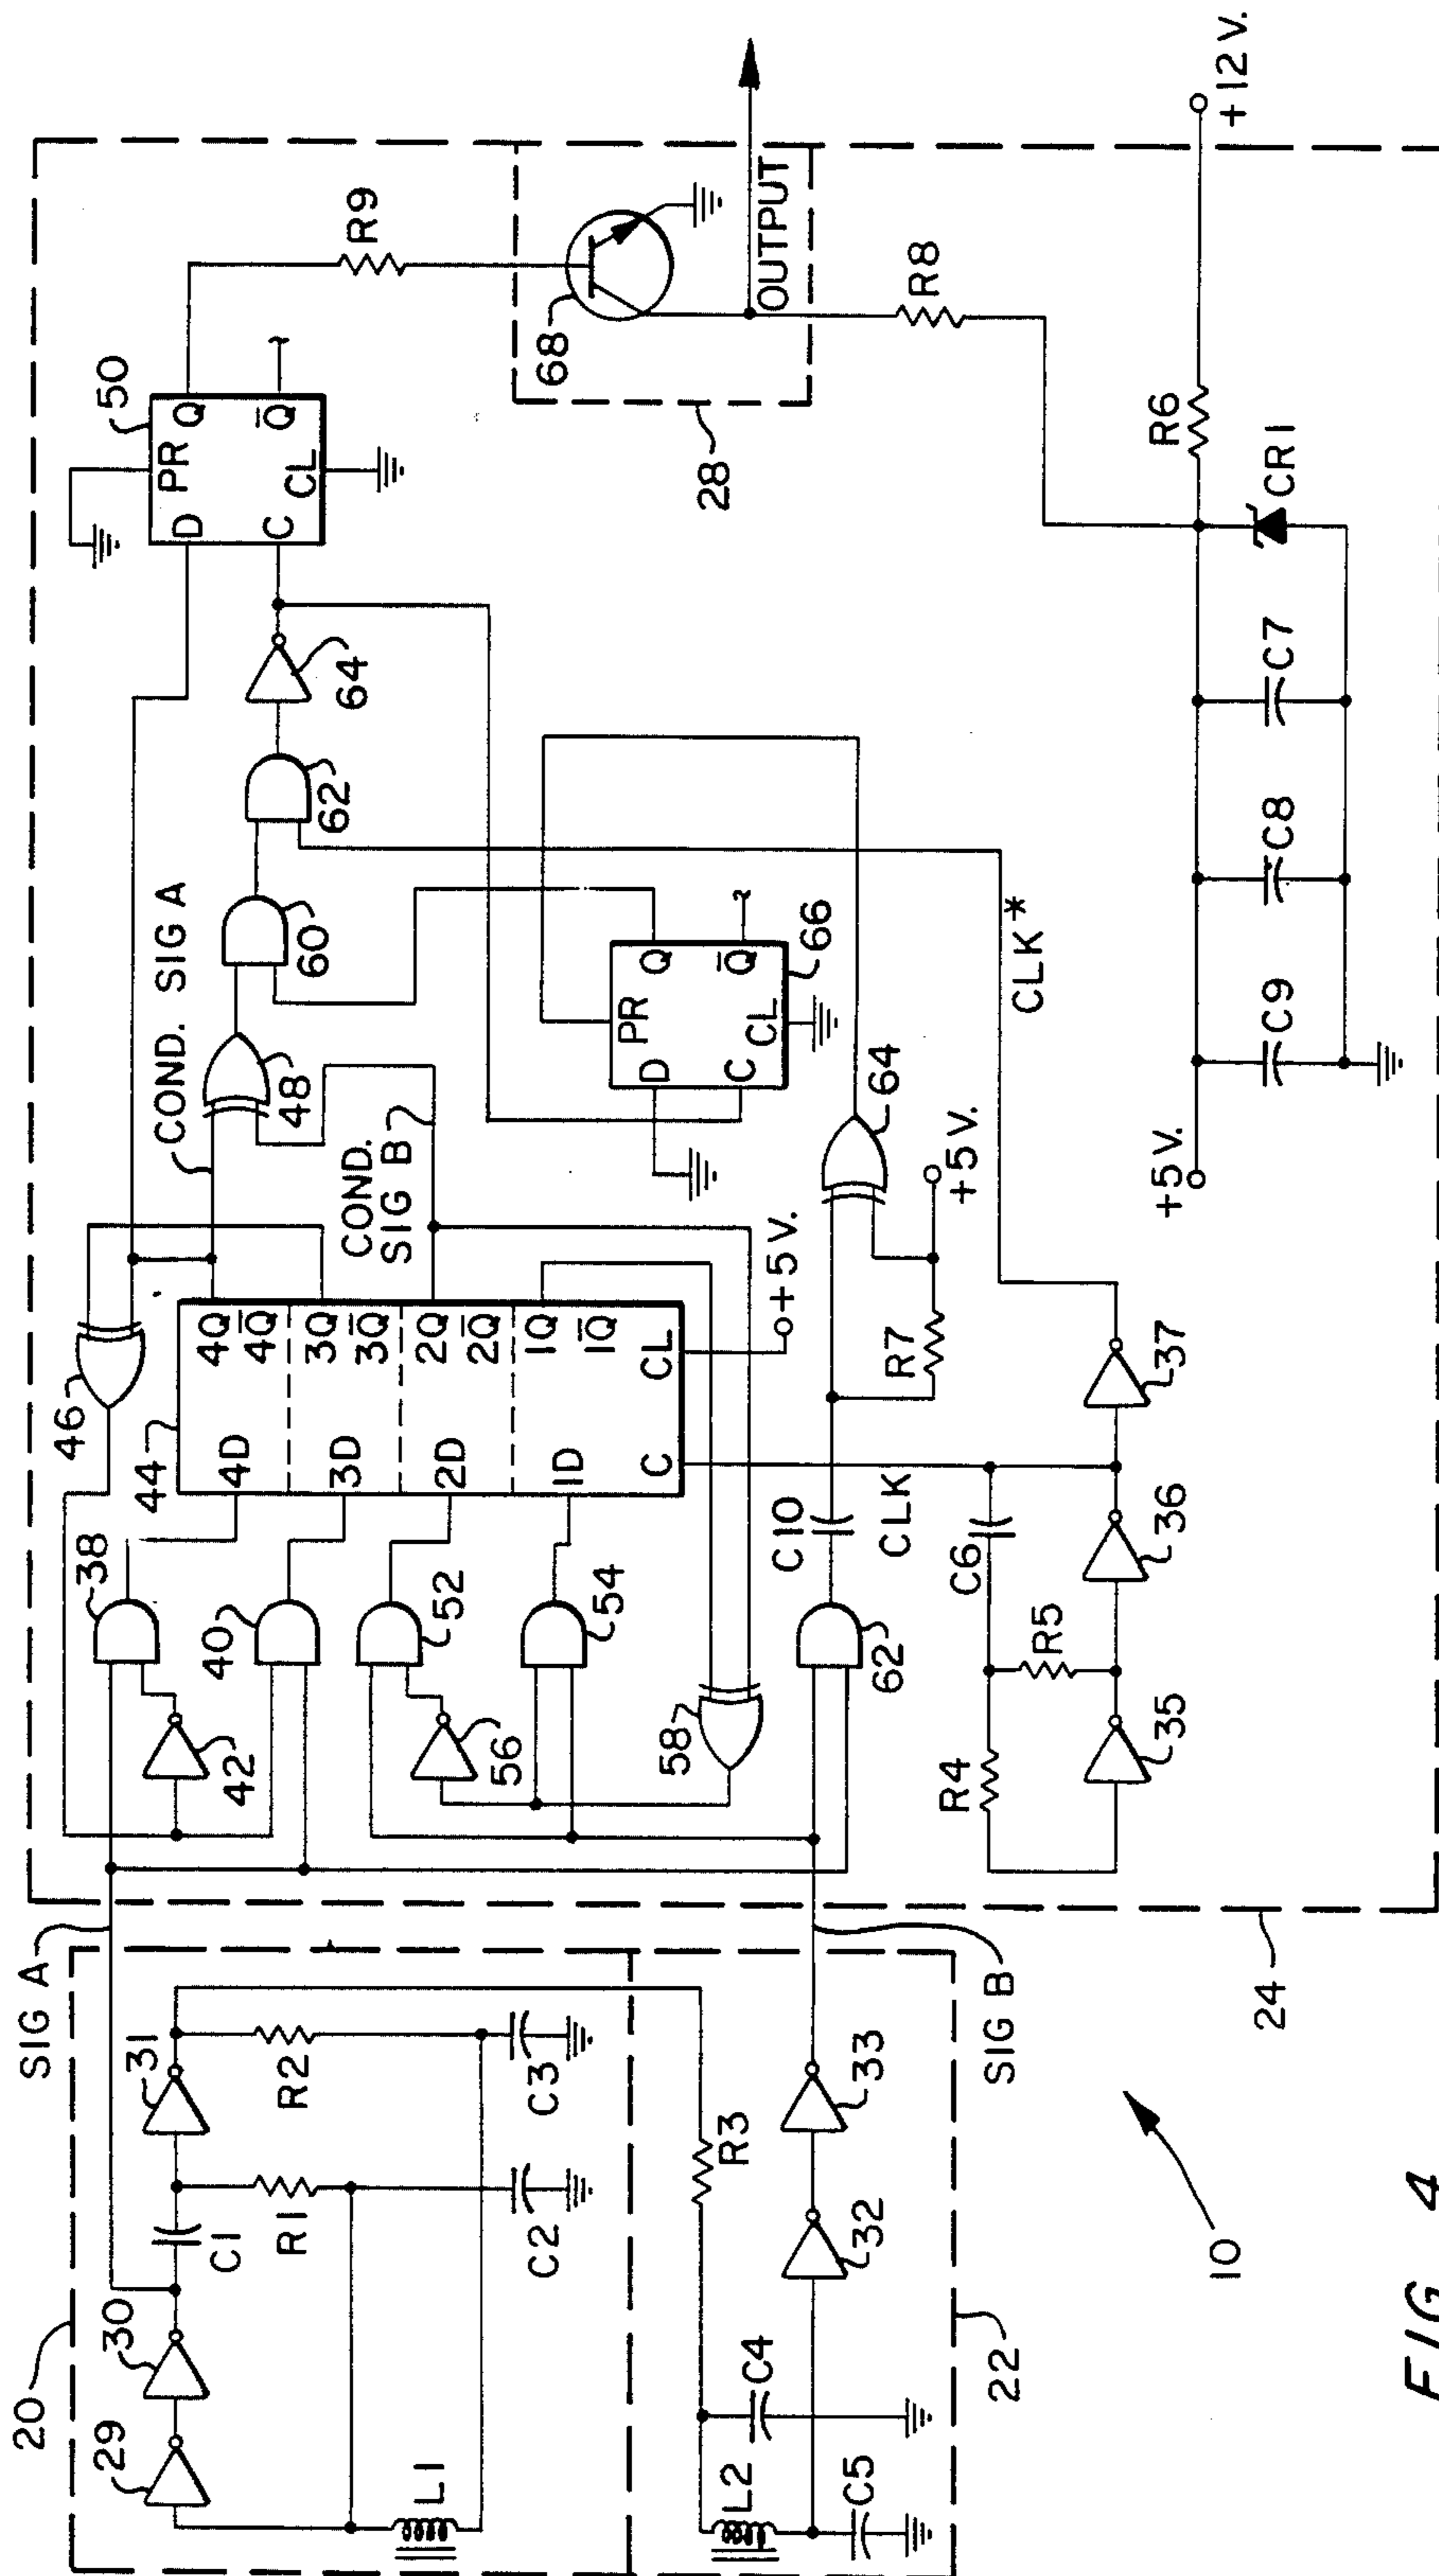 SIG A
20
29
30
31
C1
R1
R2
C2
C3
L1
L2
C4
C5
R3
32
33
22
SIG B
24
10
FIG. 4
38
42
40
52
56
54
58
62
46
44
4D
3D
2D
1D
C
CL
4Q
4Q̅
3Q
3Q̅
2Q
2Q̅
1Q
1Q̅
+5 V.
COND. SIG A
COND.
SIG B
48
60
62
64
50
D
PR
Q
Q̅
C
CL
R9
68
28
OUTPUT
R8
66
D
PR
Q
Q̅
C
CL
64
+5 V.
R7
C10
CLK
CLK*
C6
R5
R4
35
36
37
+5 V.
C9
C8
C7
CR1
R6
+12 V.